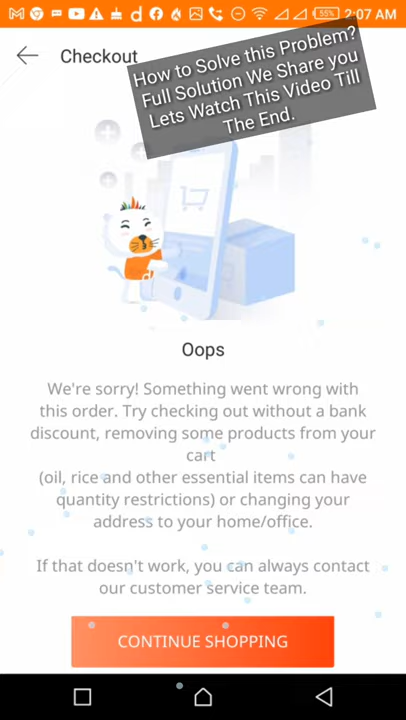 55% 2:07 AM
Checkout
How to Solve this Problem?
Full Solution We Share you
Lets Watch This Video Till
The End.
Oops
We're sorry! Something went wrong with
this order. Try checking out without a bank
discount, removing some products from your
cart
(oil, rice and other essential items can have
quantity restrictions) or changing your
address to your home/office.
If that doesn't work, you can always contact
our customer service team.
CONTINUE SHOPPING